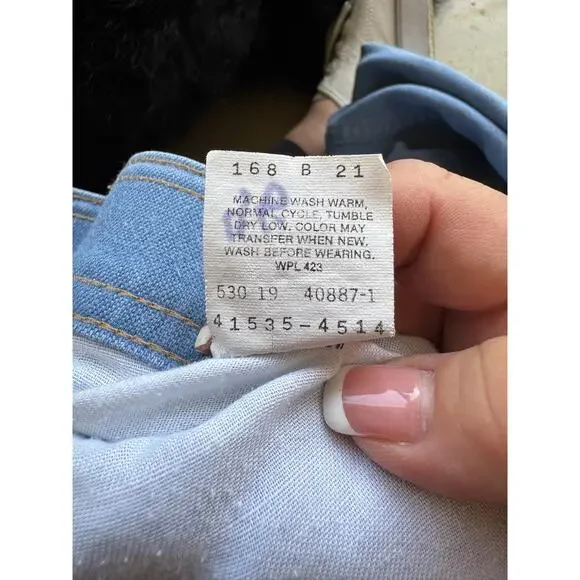 168 B 21
MACHINE WASH WARM,
NORMAL CYCLE, TUMBLE
DRY LOW. COLOR MAY
TRANSFER WHEN NEW,
WASH BEFORE WEARING.
WPL 423
530 19 40887-1
41535-4514